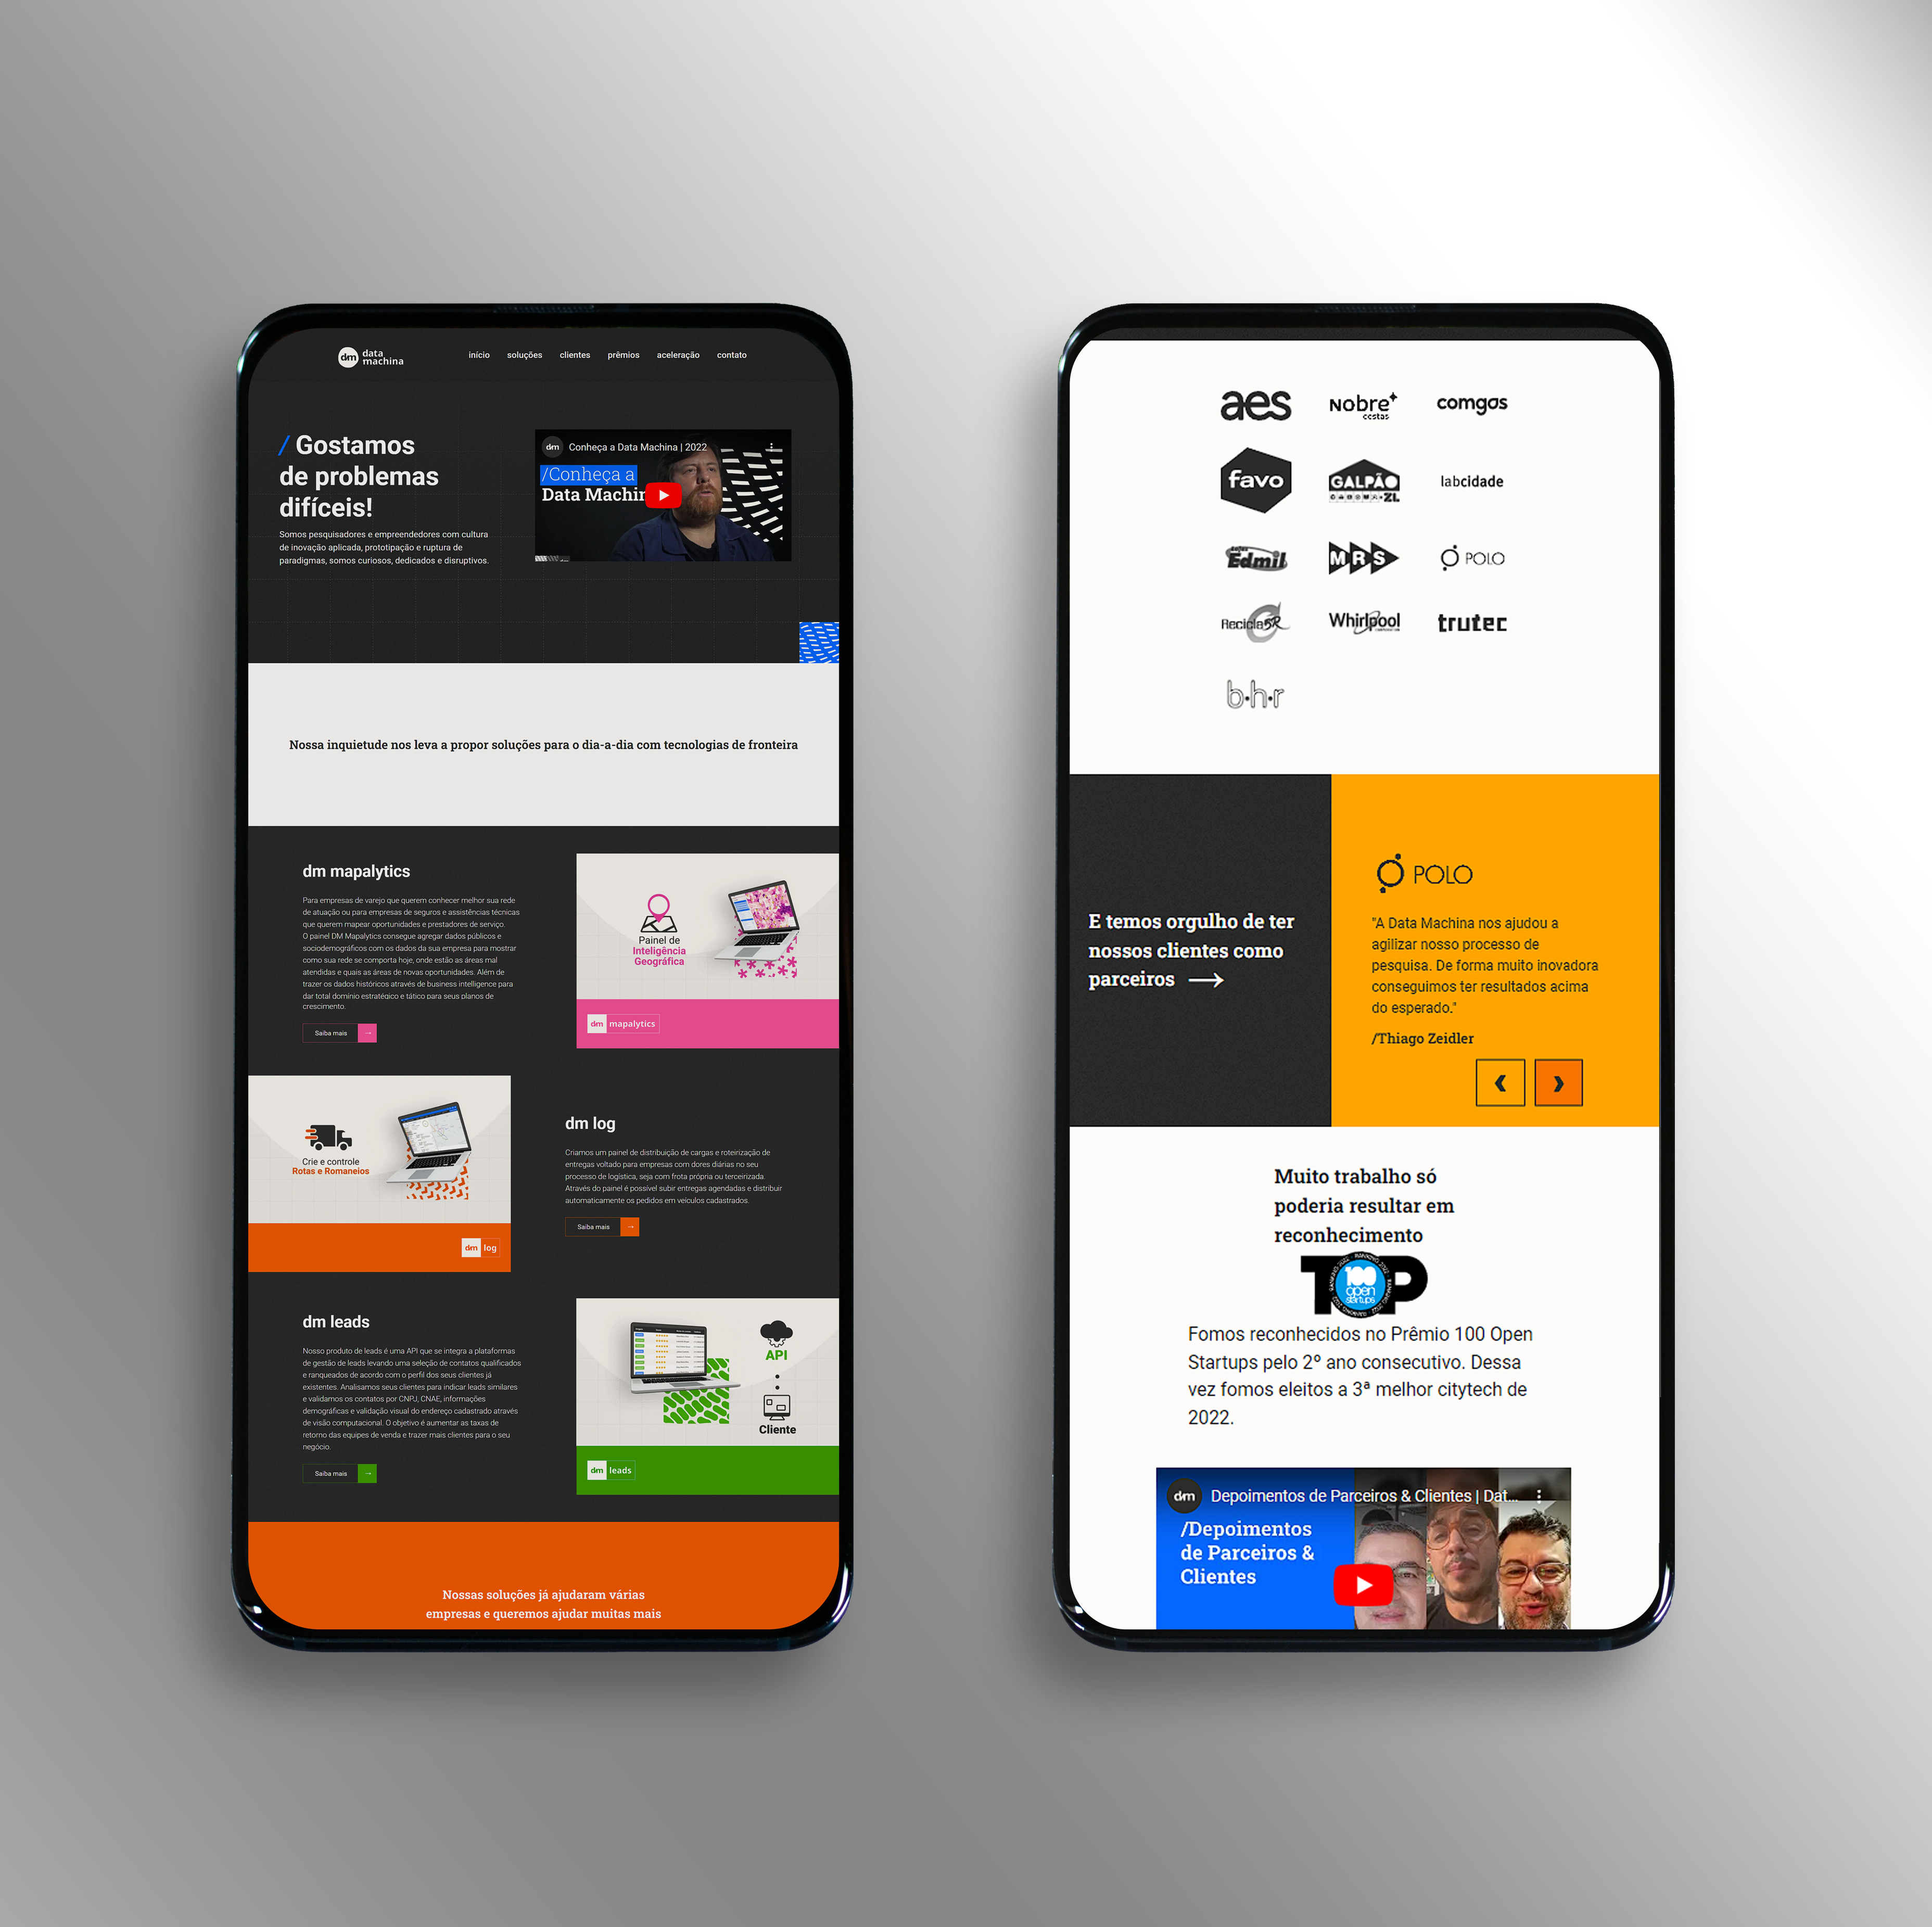 dm data
machina
início soluções clientes prêmios aceleração contato
/ Gostamos
de problemas
difíceis!
Somos pesquisadores e empreendedores com cultura
de inovação aplicada, prototipação e ruptura de
paradigmas, somos curiosos, dedicados e disruptivos.
dm Conheça a Data Machina | 2022
/Conheça a
Data Machin
Nossa inquietude nos leva a propor soluções para o dia-a-dia com tecnologias de fronteira
dm mapalytics
Para empresas de varejo que querem conhecer melhor sua rede
de atuação ou para empresas de seguros e assistências técnicas
que querem mapear oportunidades e prestadores de serviço.
O painel DM Mapalytics consegue agregar dados públicos e
sociodemográficos com os dados da sua empresa para mostrar
como sua rede se comporta hoje, onde estão as áreas mal
atendidas e quais as áreas de novas oportunidades. Além de
trazer os dados históricos através de business intelligence para
dar total domínio estratégico e tático para seus planos de
crescimento.
Saiba mais →
Painel de
Inteligência
Geográfica
dm mapalytics
Crie e controle
Rotas e Romaneios
dm log
dm log
Criamos um painel de distribuição de cargas e roteirização de
entregas voltado para empresas com dores diárias no seu
processo de logística, seja com frota própria ou terceirizada.
Através do painel é possível subir entregas agendadas e distribuir
automaticamente os pedidos em veículos cadastrados.
Saiba mais →
dm leads
Nosso produto de leads é uma API que se integra a plataformas
de gestão de leads levando uma seleção de contatos qualificados
e ranqueados de acordo com o perfil dos seus clientes já
existentes. Analisamos seus clientes para indicar leads similares
e validamos os contatos por CNPJ, CNAE, informações
demográficas e validação visual do endereço cadastrado através
de visão computacional. O objetivo é aumentar as taxas de
retorno das equipes de venda e trazer mais clientes para o seu
negócio.
Saiba mais →
API
Cliente
dm leads
Nossas soluções já ajudaram várias
empresas e queremos ajudar muitas mais
aes Nobre cestas comgas
favo GALPÃO ZL labcidade
Edmil MRS POLO
Recicla SR Whirlpool trutec
b·h·r
E temos orgulho de ter
nossos clientes como
parceiros →
POLO
"A Data Machina nos ajudou a
agilizar nosso processo de
pesquisa. De forma muito inovadora
conseguimos ter resultados acima
do esperado."
/Thiago Zeidler
Muito trabalho só
poderia resultar em
reconhecimento
TOP
100
open
startups
Fomos reconhecidos no Prêmio 100 Open
Startups pelo 2º ano consecutivo. Dessa
vez fomos eleitos a 3ª melhor citytech de
2022.
dm Depoimentos de Parceiros & Clientes | Dat...
/Depoimentos
de Parceiros &
Clientes